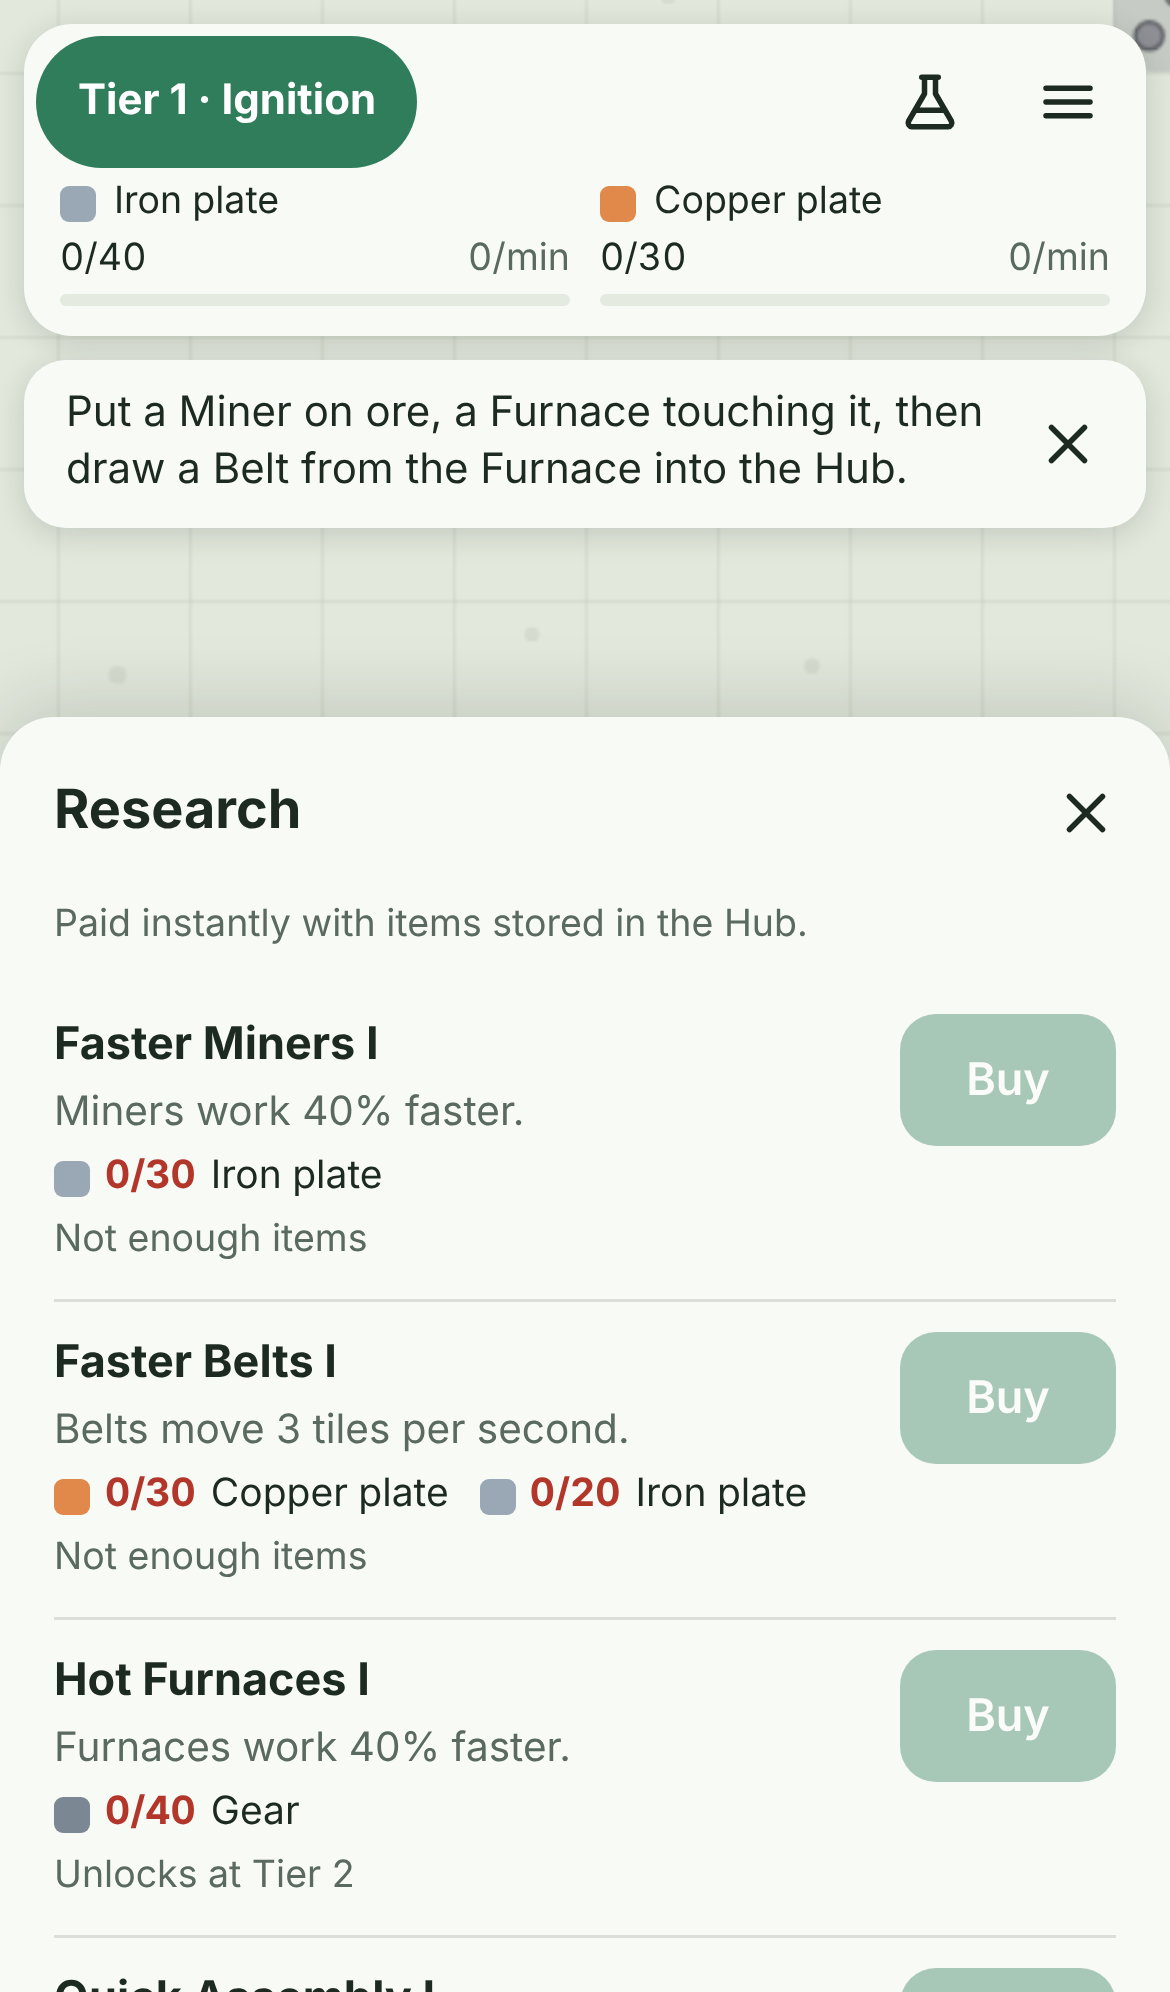 Tier 1 · Ignition
Iron plate
0/40 0/min
Copper plate
0/30 0/min
Put a Miner on ore, a Furnace touching it, then
draw a Belt from the Furnace into the Hub.
Research
Paid instantly with items stored in the Hub.
Faster Miners I
Buy
Miners work 40% faster.
0/30 Iron plate
Not enough items
Faster Belts I
Buy
Belts move 3 tiles per second.
0/30 Copper plate 0/20 Iron plate
Not enough items
Hot Furnaces I
Buy
Furnaces work 40% faster.
0/40 Gear
Unlocks at Tier 2
Quick Assembly I